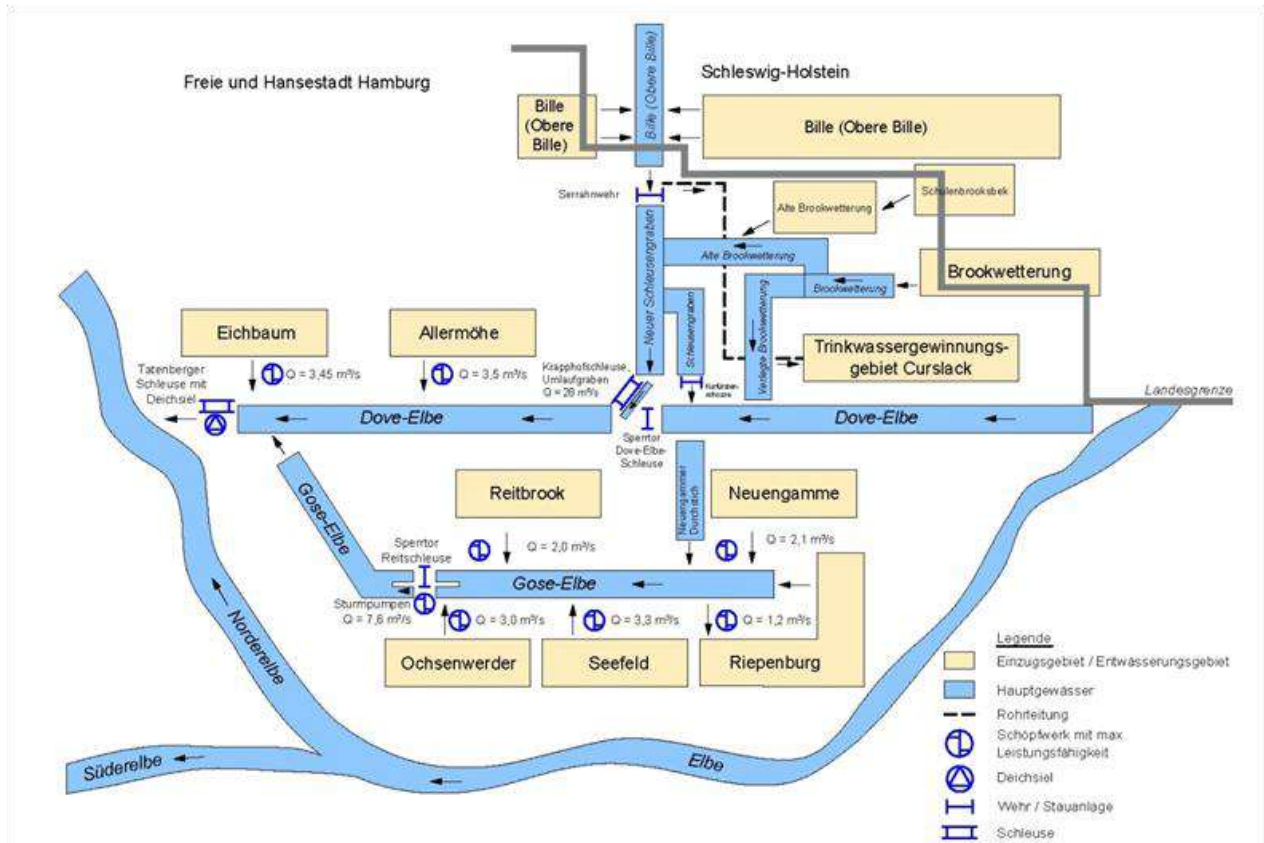 Freie und Hansestadt Hamburg
Schleswig-Holstein
Bille
(Obere
Bille)
Bille (Obere Bille)
Bille (Obere Bille)
Serrahnwehr
Alte Brookwetterung
Schulenbrooksbek
Neuer Schleusengraben
Alte Brookwetterung
Brookwetterung
Brookwetterung
Schleusengraben
Verlegte Brookwetterung
Trinkwassergewinnungs-
gebiet Curslack
Eichbaum
Allermöhe
Q = 3,45 m³/s
Q = 3,5 m³/s
Tatenberger
Schleuse mit
Deichsiel
Krapphofschleuse
Umlaufgraben
Q = 26 m³/s
Landesgrenze
Dove-Elbe
Dove-Elbe
Sperrtor
Dove-Elbe-
Schleuse
Neuengammer
Durchstich
Gose-Elbe
Reitbrook
Neuengamme
Sperrtor
Reitschleuse
Q = 2,0 m³/s
Q = 2,1 m³/s
Gose-Elbe
Sturmpumpen
Q = 7,6 m³/s
Q = 3,0 m³/s
Q = 3,3 m³/s
Q = 1,2 m³/s
Ochsenwerder
Seefeld
Riepenburg
Norderelbe
Süderelbe
Elbe
Legende
Einzugsgebiet / Entwässerungsgebiet
Hauptgewässer
Rohrleitung
Schöpfwerk mit max
Leistungsfähigkeit
Deichsiel
Wehr / Stauanlage
Schleuse